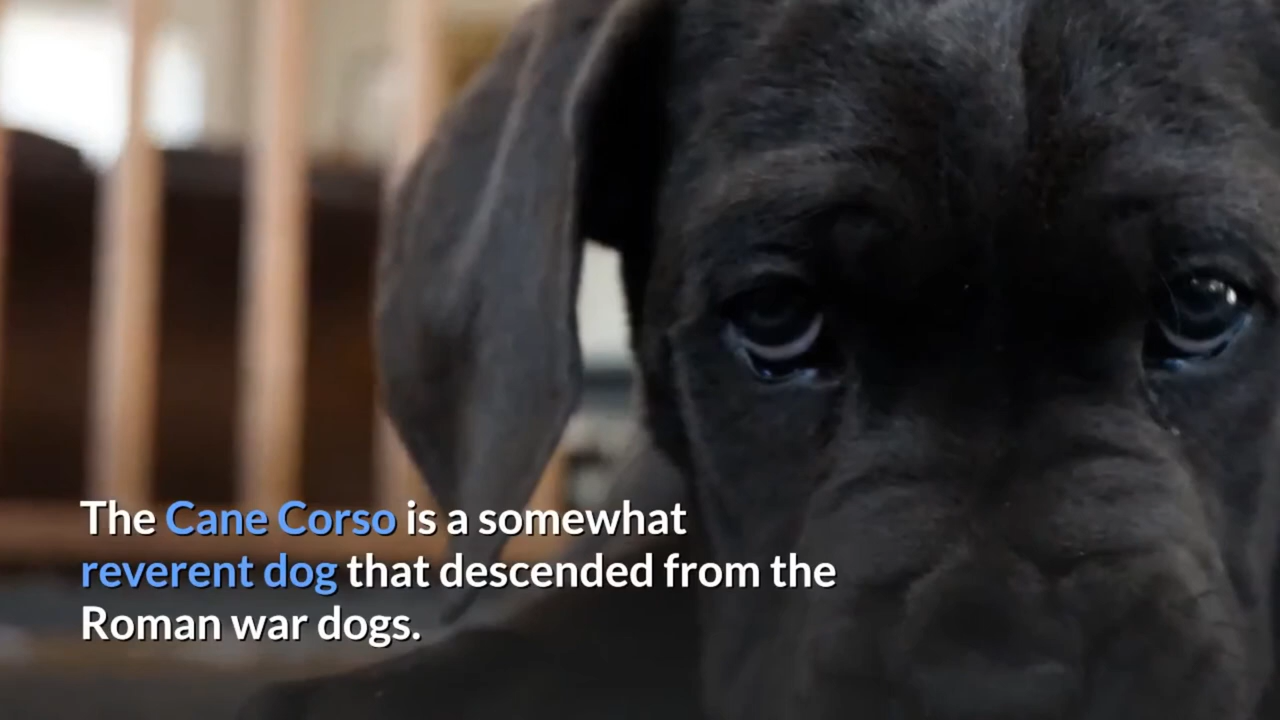 The Cane Corso is a somewhat
reverent dog that descended from the
Roman war dogs.